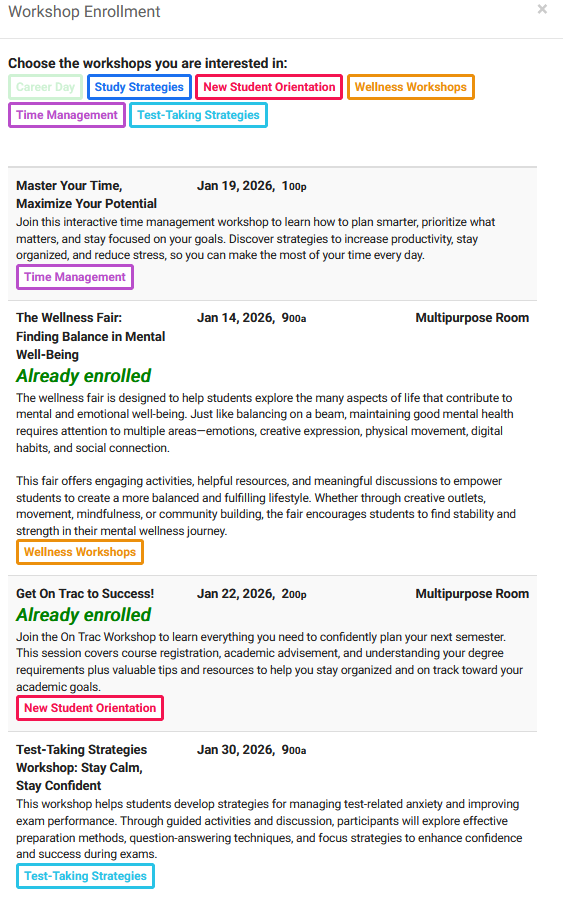 Workshop Enrollment ×
Choose the workshops you are interested in:
Career Day Study Strategies New Student Orientation Wellness Workshops
Time Management Test-Taking Strategies
Master Your Time, Jan 19, 2026, 1:00p
Maximize Your Potential
Join this interactive time management workshop to learn how to plan smarter, prioritize what
matters, and stay focused on your goals. Discover strategies to increase productivity, stay
organized, and reduce stress, so you can make the most of your time every day.
Time Management
The Wellness Fair: Jan 14, 2026, 9:00a Multipurpose Room
Finding Balance in Mental
Well-Being
Already enrolled
The wellness fair is designed to help students explore the many aspects of life that contribute to
mental and emotional well-being. Just like balancing on a beam, maintaining good mental health
requires attention to multiple areas—emotions, creative expression, physical movement, digital
habits, and social connection.
This fair offers engaging activities, helpful resources, and meaningful discussions to empower
students to create a more balanced and fulfilling lifestyle. Whether through creative outlets,
movement, mindfulness, or community building, the fair encourages students to find stability and
strength in their mental wellness journey.
Wellness Workshops
Get On Trac to Success! Jan 22, 2026, 2:00p Multipurpose Room
Already enrolled
Join the On Trac Workshop to learn everything you need to confidently plan your next semester.
This session covers course registration, academic advisement, and understanding your degree
requirements plus valuable tips and resources to help you stay organized and on track toward your
academic goals.
New Student Orientation
Test-Taking Strategies Jan 30, 2026, 9:00a
Workshop: Stay Calm,
Stay Confident
This workshop helps students develop strategies for managing test-related anxiety and improving
exam performance. Through guided activities and discussion, participants will explore effective
preparation methods, question-answering techniques, and focus strategies to enhance confidence
and success during exams.
Test-Taking Strategies